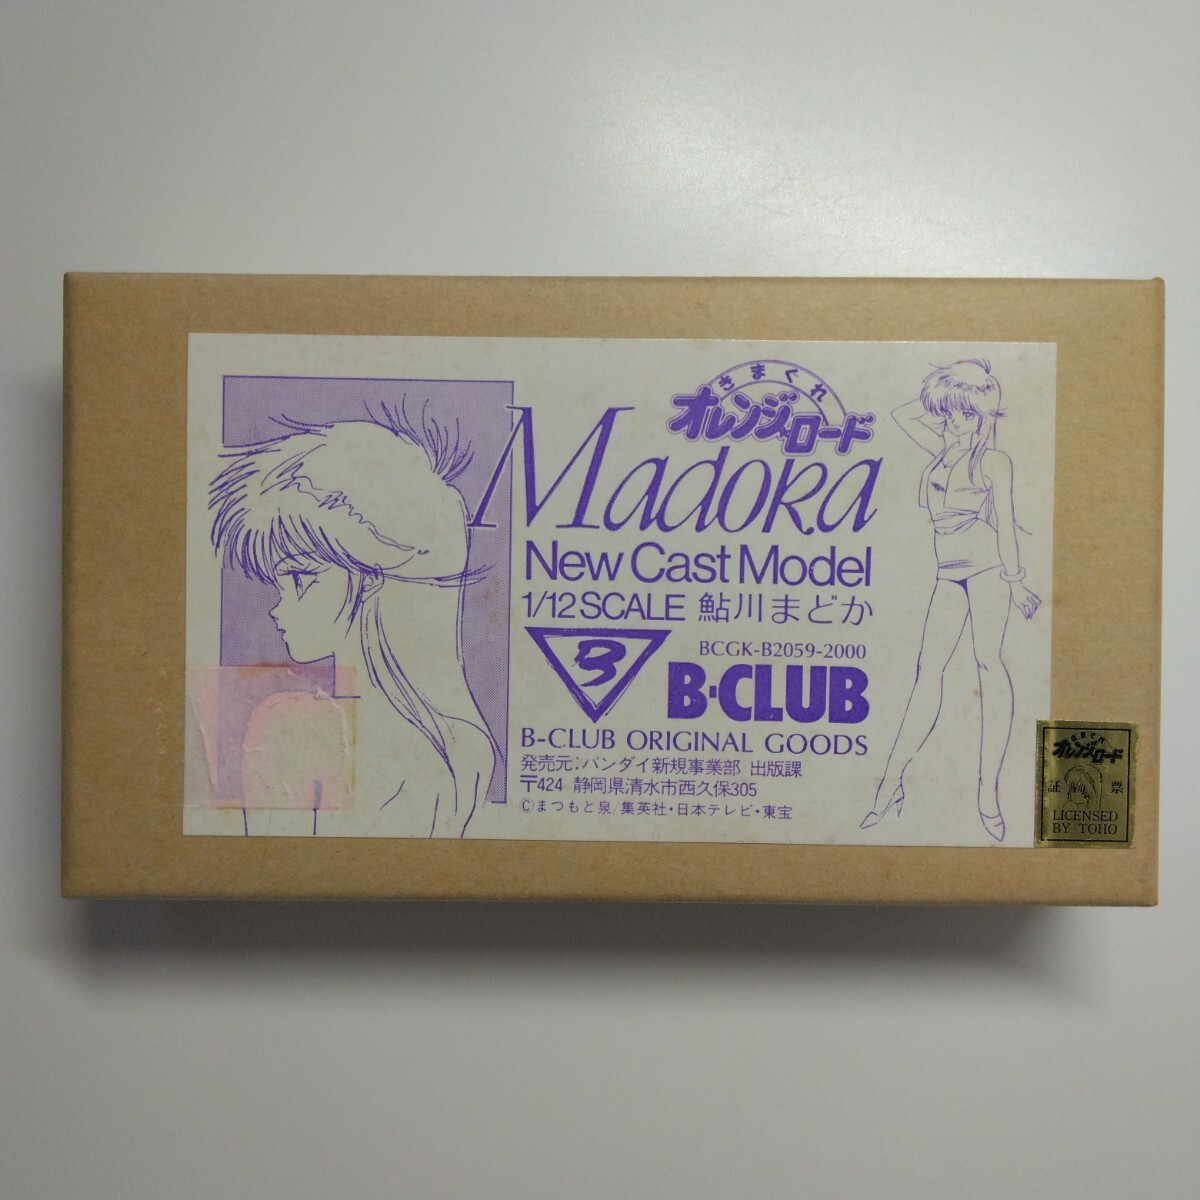 きまぐれ
オレンジ★ロード
Madoka
New Cast Model
1/12 SCALE 鮎川まどか
B
BCGK-B2059-2000
B·CLUB
B-CLUB ORIGINAL GOODS
発売元:バンダイ新規事業部 出版課
〒424 静岡県清水市西久保305
©まつもと泉/集英社・日本テレビ・東宝
きまぐれ
オレンジ★ロード
証 票
LICENSED
BY TOHO